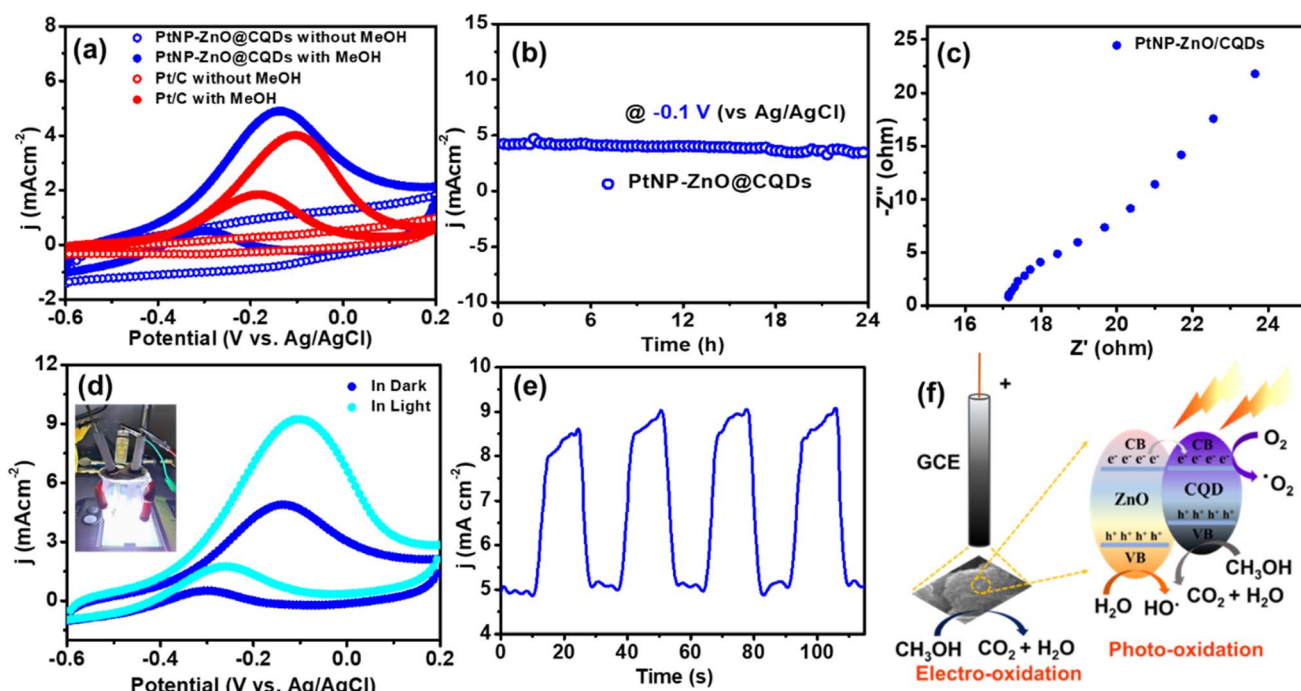 (a)
PtNP-ZnO@CQDs without MeOH
PtNP-ZnO@CQDs with MeOH
Pt/C without MeOH
Pt/C with MeOH
8
6
4
2
0
-2
j (mAcm-2)
-0.6
-0.4
-0.2
0.0
0.2
Potential (V vs. Ag/AgCl)
(b)
15
10
5
0
-5
-10
j (mAcm-2)
@ -0.1 V (vs Ag/AgCl)
PtNP-ZnO@CQDs
0
6
12
18
24
Time (h)
(c)
PtNP-ZnO/CQDs
25
20
15
10
5
0
-Z" (ohm)
16
18
20
22
24
Z' (ohm)
(d)
In Dark
In Light
12
9
6
3
0
j (mAcm-2)
-0.6
-0.4
-0.2
0.0
0.2
Potential (V vs. Ag/AgCl)
(e)
10
9
8
7
6
5
4
j (mA cm-2)
0
20
40
60
80
100
Time (s)
(f)
+
GCE
CH3OH
CO2 + H2O
Electro-oxidation
CB
e- e- e- e-
ZnO
h+ h+ h+ h+
VB
CB
e- e- e- e-
CQD
h+ h+ h+ h+
VB
O2
•O2
CH3OH
CO2 + H2O
H2O
HO•
Photo-oxidation